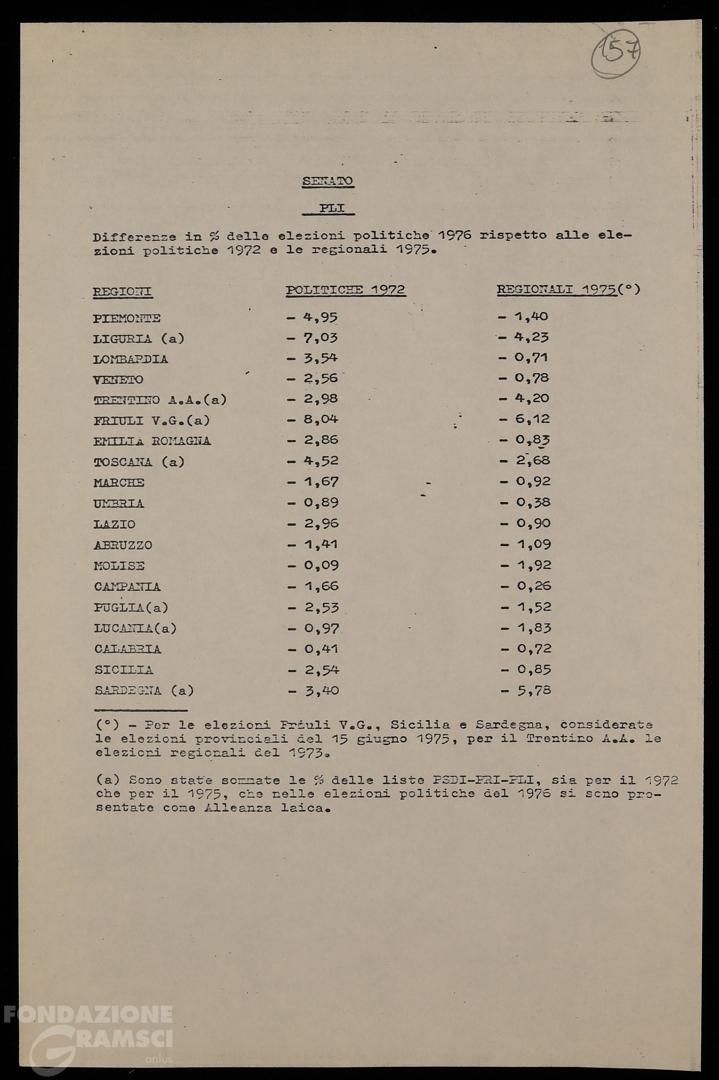 157
SENATO
PLI
Differenze in % delle elezioni politiche 1976 rispetto alle ele-
zioni politiche 1972 e le regionali 1975.
REGIONI POLITICHE 1972 REGIONALI 1975(°)
PIEMONTE - 4,95 - 1,40
LIGURIA (a) - 7,03 - 4,23
LOMBARDIA - 3,54 - 0,71
VENETO - 2,56 - 0,78
TRENTINO A.A.(a) - 2,98 - 4,20
FRIULI V.G.(a) - 8,04 - 6,12
EMILIA ROMAGNA - 2,86 - 0,83
TOSCANA (a) - 4,52 - 2,68
MARCHE - 1,67 - 0,92
UMBRIA - 0,89 - 0,38
LAZIO - 2,96 - 0,90
ABRUZZO - 1,41 - 1,09
MOLISE - 0,09 - 1,92
CAMPANIA - 1,66 - 0,26
PUGLIA(a) - 2,53 - 1,52
LUCANIA(a) - 0,97 - 1,83
CALABRIA - 0,41 - 0,72
SICILIA - 2,54 - 0,85
SARDEGNA (a) - 3,40 - 5,78
(°) - Per le elezioni Friuli V.G., Sicilia e Sardegna, considerate
le elezioni provinciali del 15 giugno 1975, per il Trentino A.A. le
elezioni regionali del 1973.
(a) Sono state sommate le % delle liste PSDI-PRI-PLI, sia per il 1972
che per il 1975, che nelle elezioni politiche del 1976 si sono pre-
sentate come Alleanza laica.
FONDAZIONE
GRAMSCI
onlus